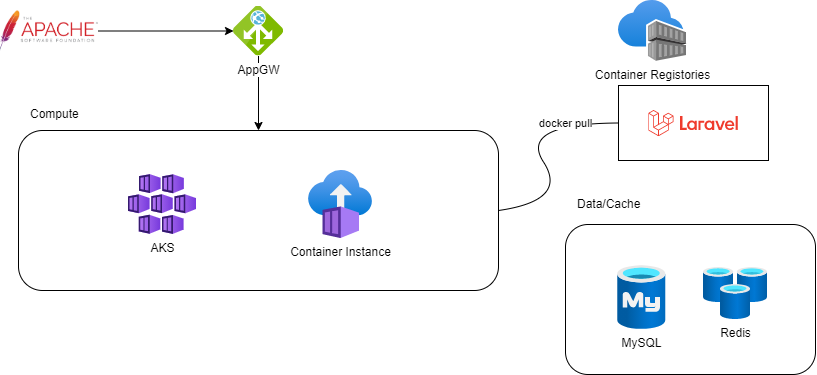 THE
APACHE
SOFTWARE FOUNDATION
AppGW
Container Registories
Compute
docker pull
Laravel
AKS
Container Instance
Data/Cache
My
MySQL
Redis